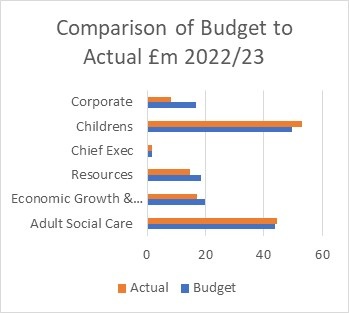 Comparison of Budget to
Actual £m 2022/23
Corporate
Childrens
Chief Exec
Resources
Economic Growth &...
Adult Social Care
0 20 40 60
Actual Budget